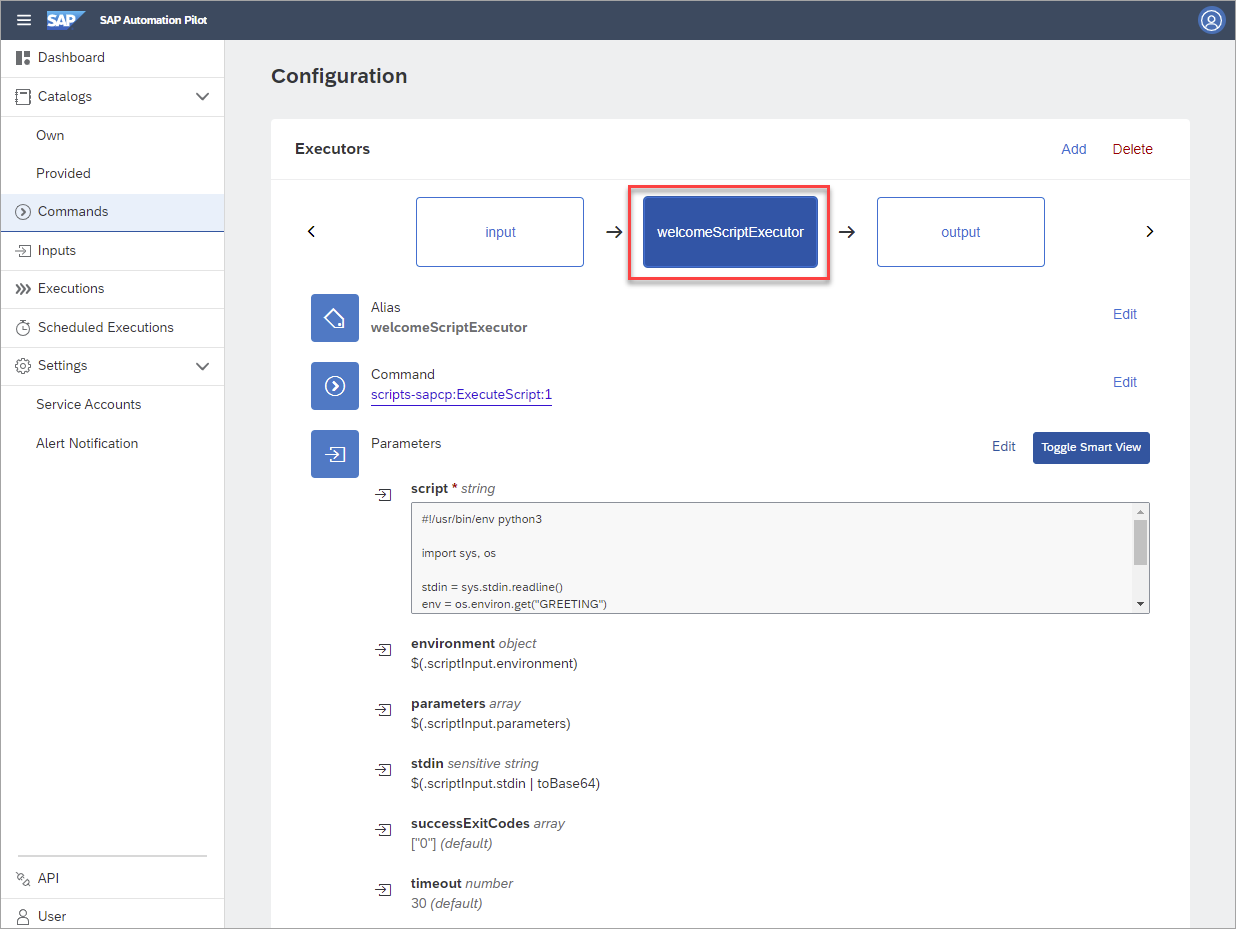 SAP SAP Automation Pilot
Dashboard
Catalogs
Own
Provided
Commands
Inputs
Executions
Scheduled Executions
Settings
Service Accounts
Alert Notification
API
User
Configuration
Executors
Add Delete
input welcomeScriptExecutor output
Alias
welcomeScriptExecutor
Edit
Command
scripts-sapcp:ExecuteScript:1
Edit
Parameters
Edit Toggle Smart View
script * string
#!/usr/bin/env python3
import sys, os
stdin = sys.stdin.readline()
env = os.environ.get("GREETING")
environment object
$(.scriptInput.environment)
parameters array
$(.scriptInput.parameters)
stdin sensitive string
$(.scriptInput.stdin | toBase64)
successExitCodes array
["0"] (default)
timeout number
30 (default)